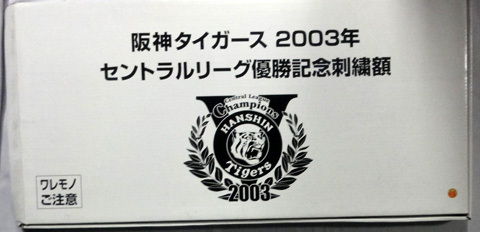 阪神タイガース 2003年
セントラルリーグ優勝記念刺繍額
Central League
Champions
HANSHIN
Tigers
2003
ワレモノ
ご注意